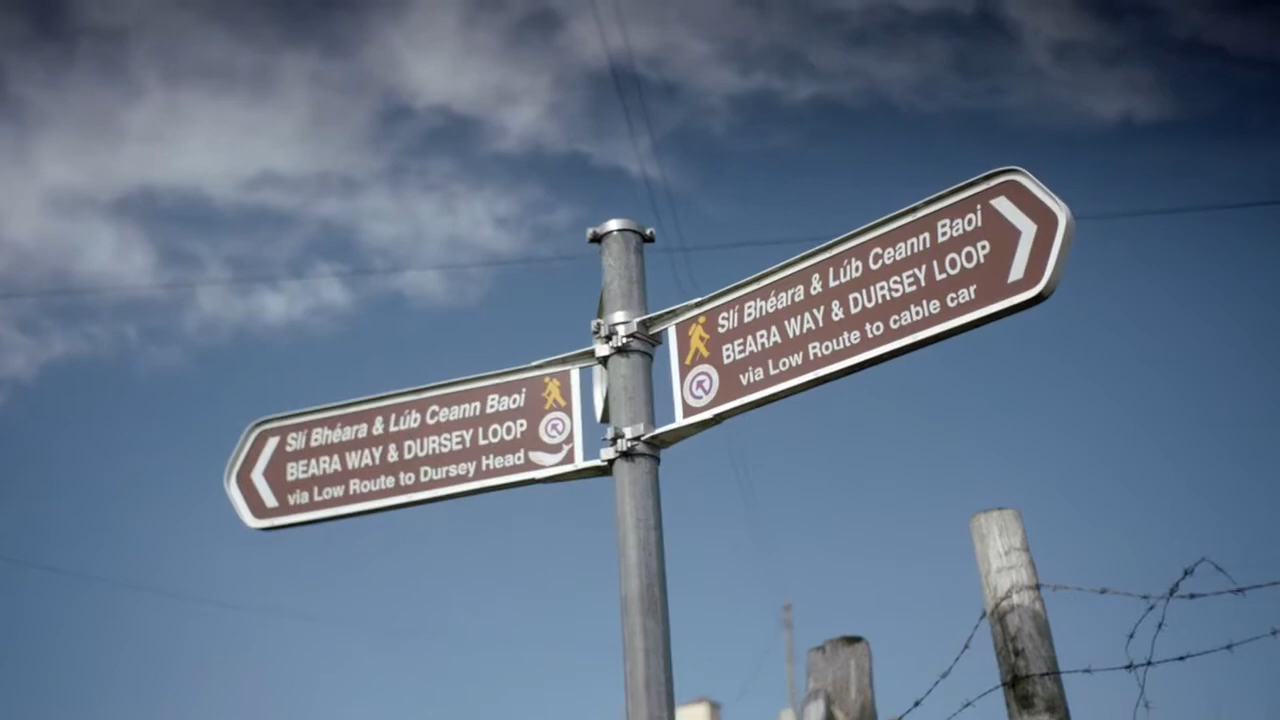 Slí Bhéara & Lúb Ceann Baoi
BEARA WAY & DURSEY LOOP
via Low Route to Dursey Head
Slí Bhéara & Lúb Ceann Baoi
BEARA WAY & DURSEY LOOP
via Low Route to cable car